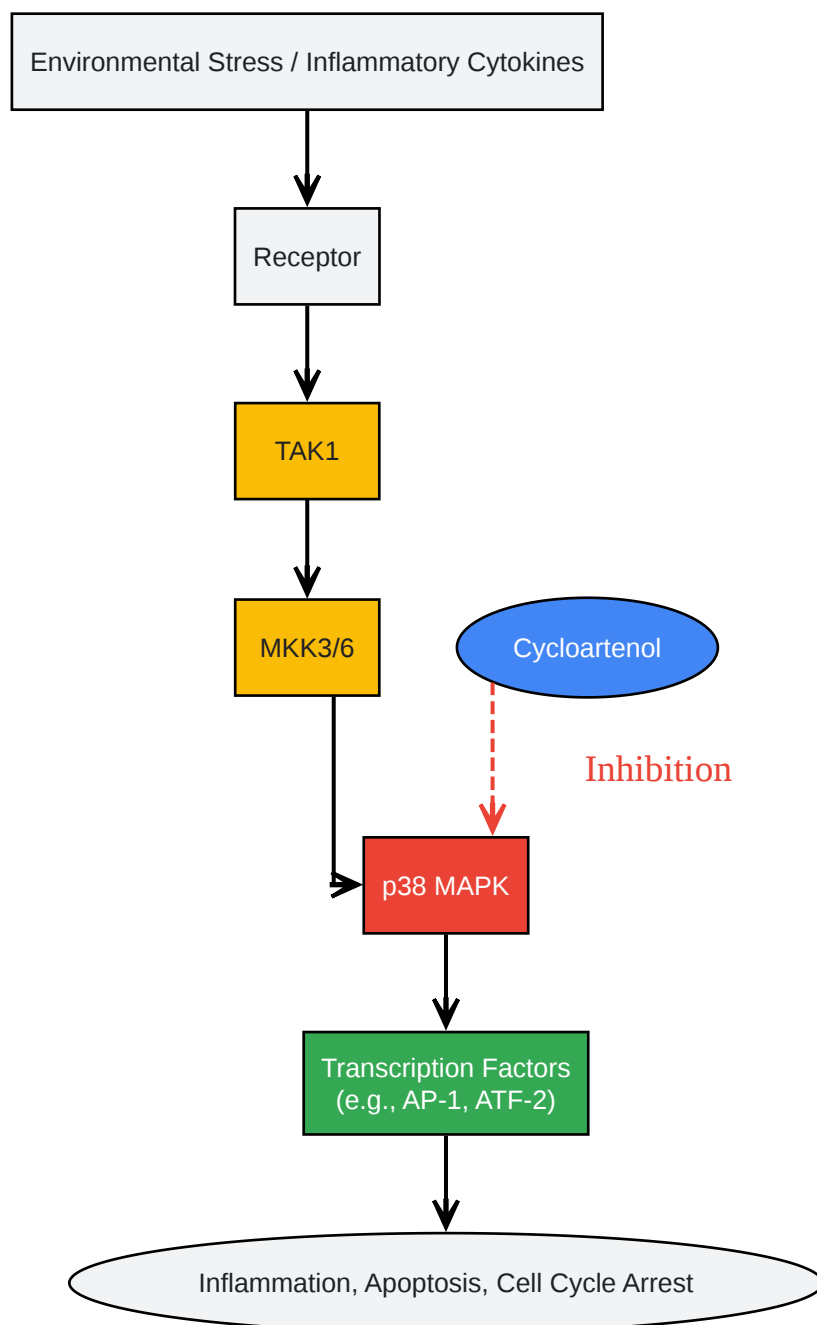 Environmental Stress / Inflammatory Cytokines
Receptor
TAK1
MKK3/6
Cycloartenol
Inhibition
p38 MAPK
Transcription Factors
(e.g., AP-1, ATF-2)
Inflammation, Apoptosis, Cell Cycle Arrest